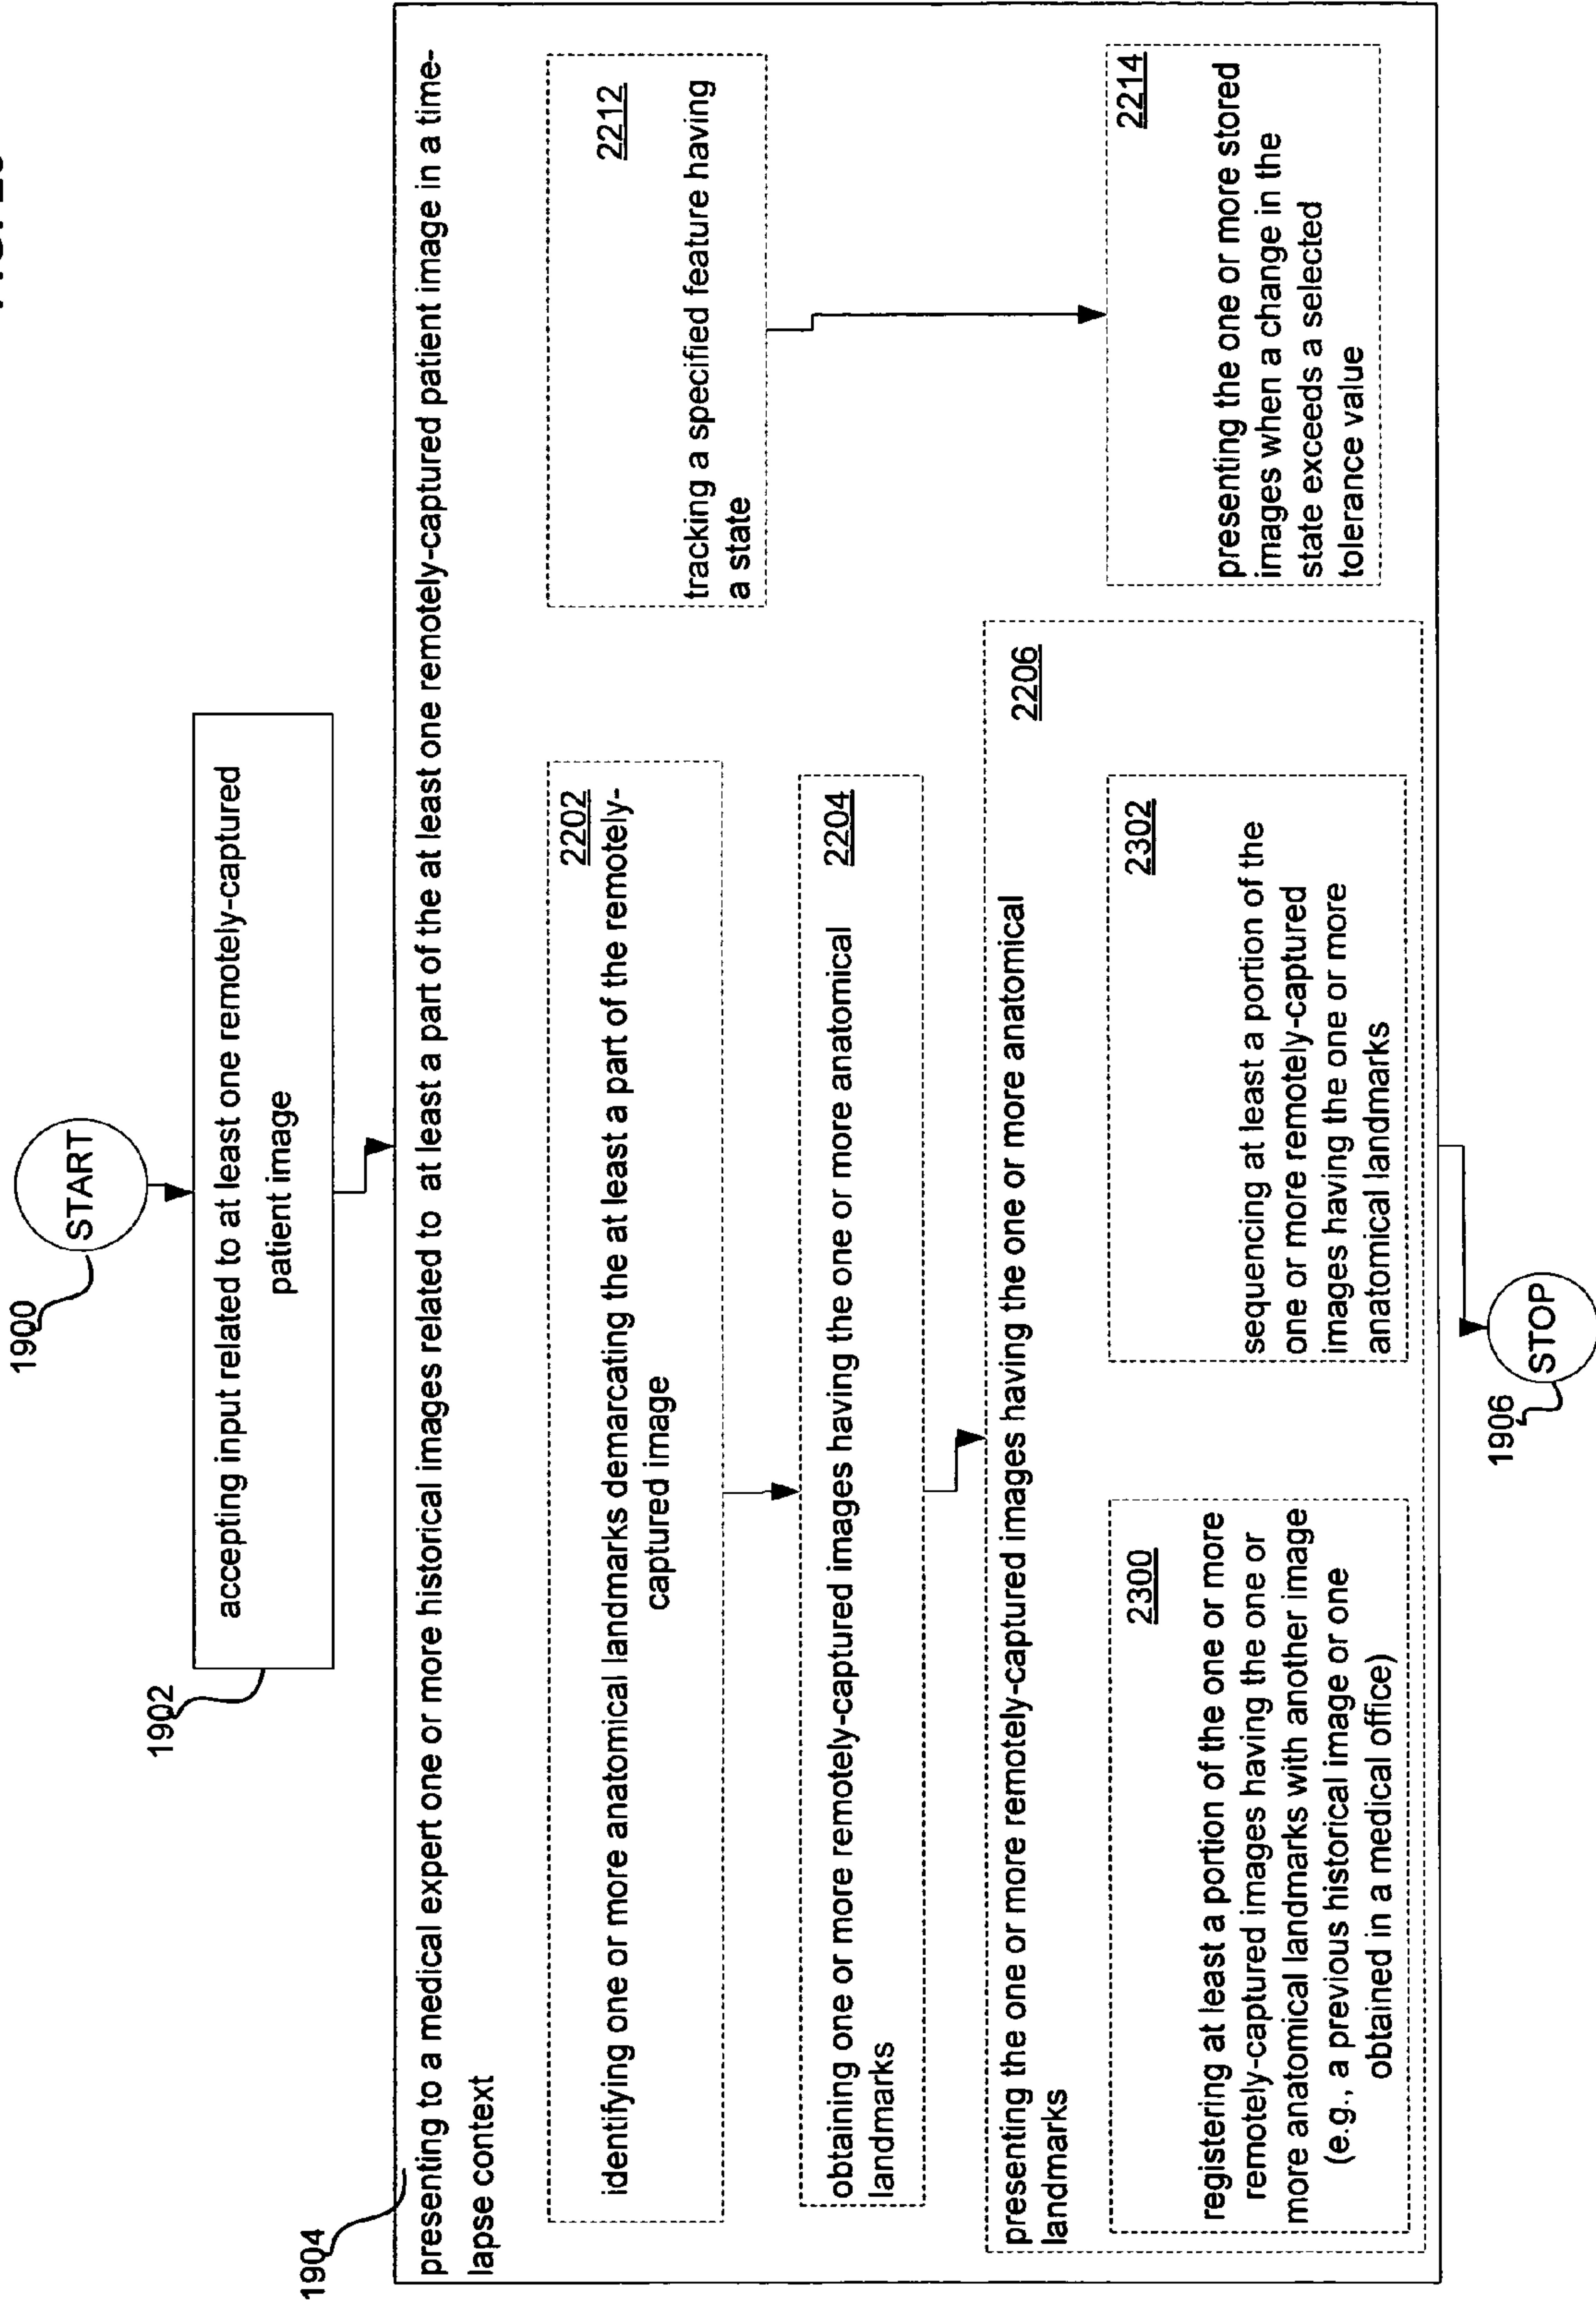 1900
START
1902
accepting input related to at least one remotely-captured
patient image
1904
presenting to a medical expert one or more historical images related to at least a part of the at least one remotely-captured patient image in a time-
lapse context
2202
identifying one or more anatomical landmarks demarcating the at least a part of the remotely-
captured image
2212
tracking a specified feature having
a state
2204
obtaining one or more remotely-captured images having the one or more anatomical
landmarks
2206
presenting the one or more remotely-captured images having the one or more anatomical
landmarks
2300
registering at least a portion of the one or more
remotely-captured images having the one or
more anatomical landmarks with another image
(e.g., a previous historical image or one
obtained in a medical office)
2302
sequencing at least a portion of the
one or more remotely-captured
images having the one or more
anatomical landmarks
2214
presenting the one or more stored
images when a change in the
state exceeds a selected
tolerance value
1906
STOP